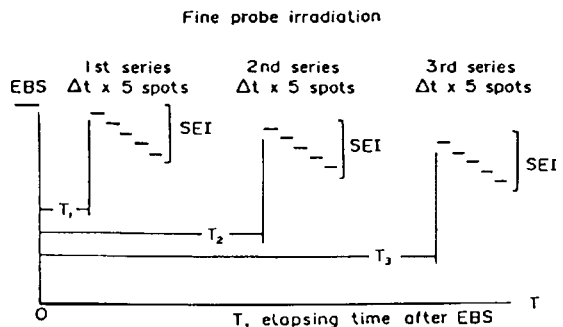 Fine probe irradiation
1st series
Δt x 5 spots
2nd series
Δt x 5 spots
3rd series
Δt x 5 spots
EBS
SEI
SEI
SEI
T₁
T₂
T₃
O
T
T, elapsing time after EBS